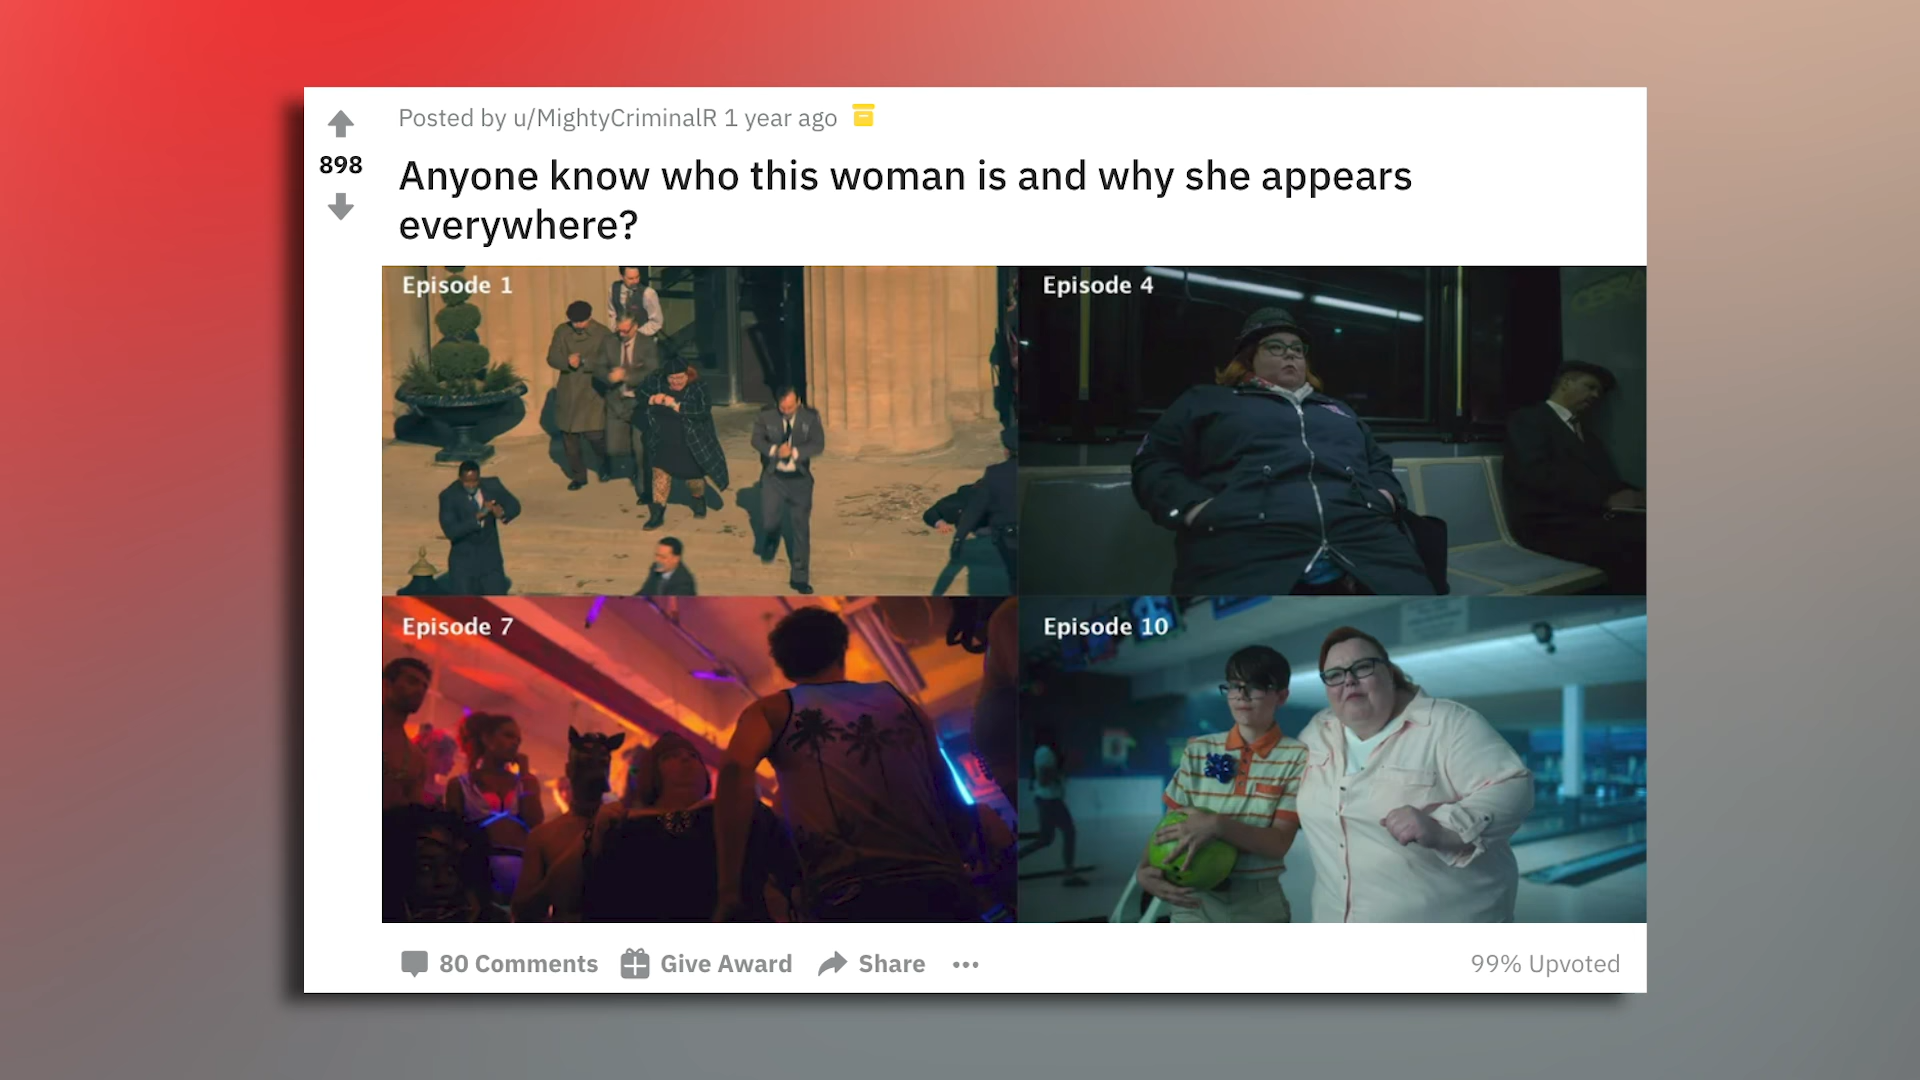 Posted by u/MightyCriminalR 1 year ago
898
Anyone know who this woman is and why she appears
everywhere?
Episode 1
Episode 4
Episode 7
Episode 10
80 Comments
Give Award
Share
99% Upvoted